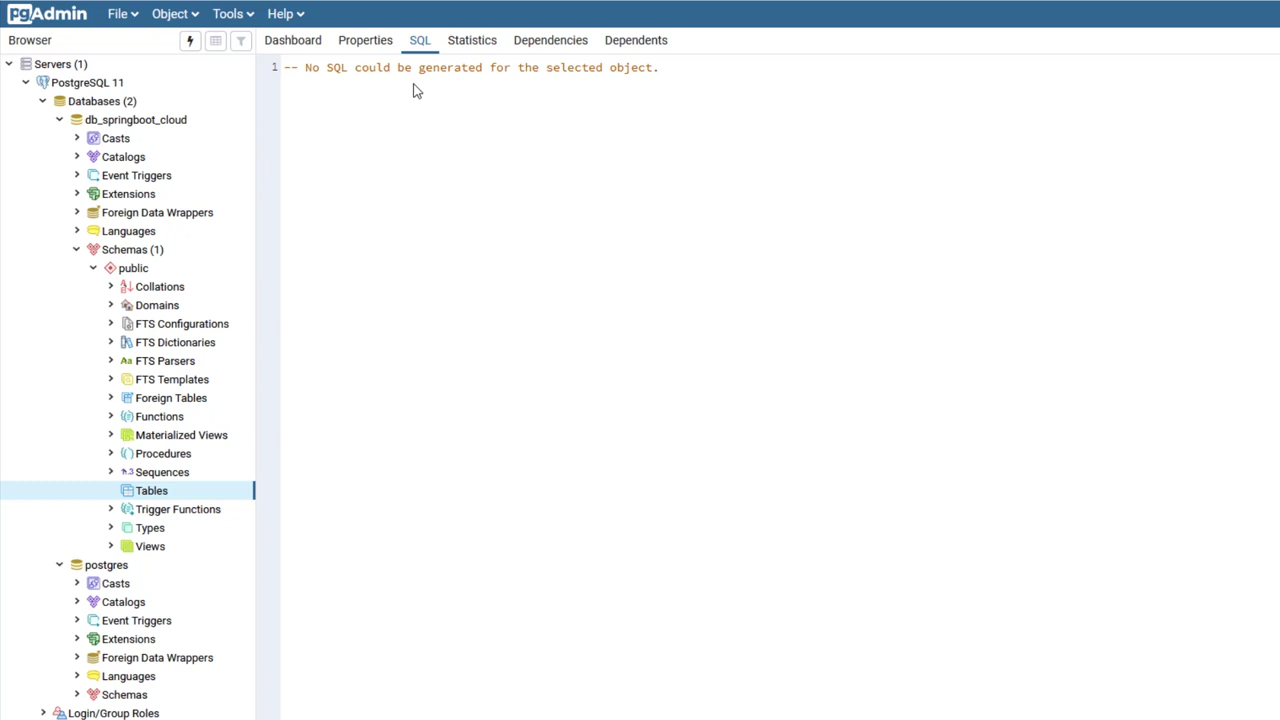 pgAdmin File Object Tools Help
Browser Dashboard Properties SQL Statistics Dependencies Dependents
Servers (1)
1 -- No SQL could be generated for the selected object.
PostgreSQL 11
Databases (2)
db_springboot_cloud
Casts
Catalogs
Event Triggers
Extensions
Foreign Data Wrappers
Languages
Schemas (1)
public
Collations
Domains
FTS Configurations
FTS Dictionaries
Aa FTS Parsers
FTS Templates
Foreign Tables
Functions
Materialized Views
Procedures
1..3 Sequences
Tables
Trigger Functions
Types
Views
postgres
Casts
Catalogs
Event Triggers
Extensions
Foreign Data Wrappers
Languages
Schemas
Login/Group Roles